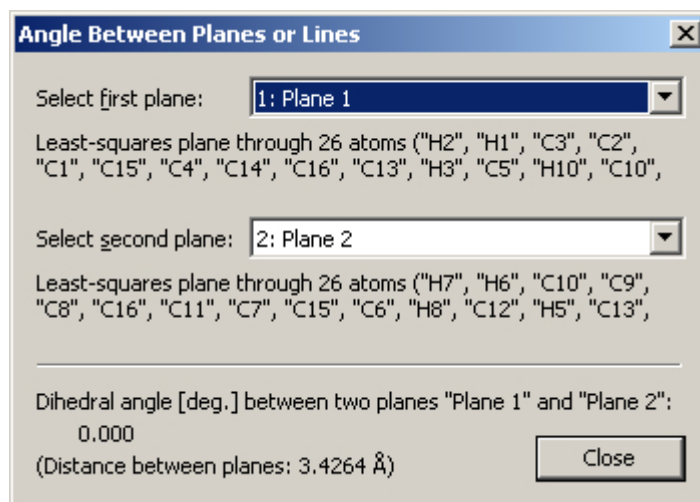 Angle Between Planes or Lines
Select first plane: 1: Plane 1
Least-squares plane through 26 atoms ("H2", "H1", "C3", "C2",
"C1", "C15", "C4", "C14", "C16", "C13", "H3", "C5", "H10", "C10",
Select second plane: 2: Plane 2
Least-squares plane through 26 atoms ("H7", "H6", "C10", "C9",
"C8", "C16", "C11", "C7", "C15", "C6", "H8", "C12", "H5", "C13",
Dihedral angle [deg.] between two planes "Plane 1" and "Plane 2":
0.000
(Distance between planes: 3.4264 Å)
Close